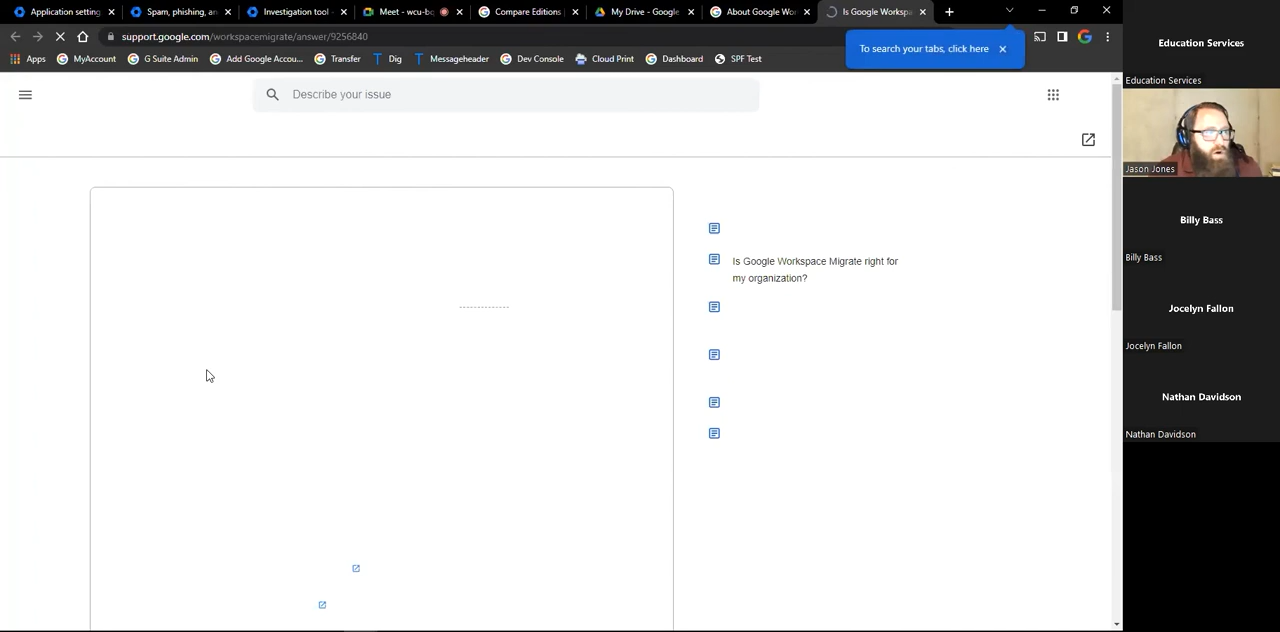 Application setting
Spam, phishing, an
Investigation tool -
Meet - wcu-bc
Compare Editions
My Drive - Google
About Google Wo
Is Google Workspa
support.google.com/workspacemigrate/answer/9256840
To search your tabs, click here
Apps
MyAccount
G Suite Admin
Add Google Accou...
Transfer
Dig
Messageheader
Dev Console
Cloud Print
Dashboard
SPF Test
Describe your issue
Is Google Workspace Migrate right for
my organization?
Education Services
Education Services
Jason Jones
Billy Bass
Billy Bass
Jocelyn Fallon
Jocelyn Fallon
Nathan Davidson
Nathan Davidson